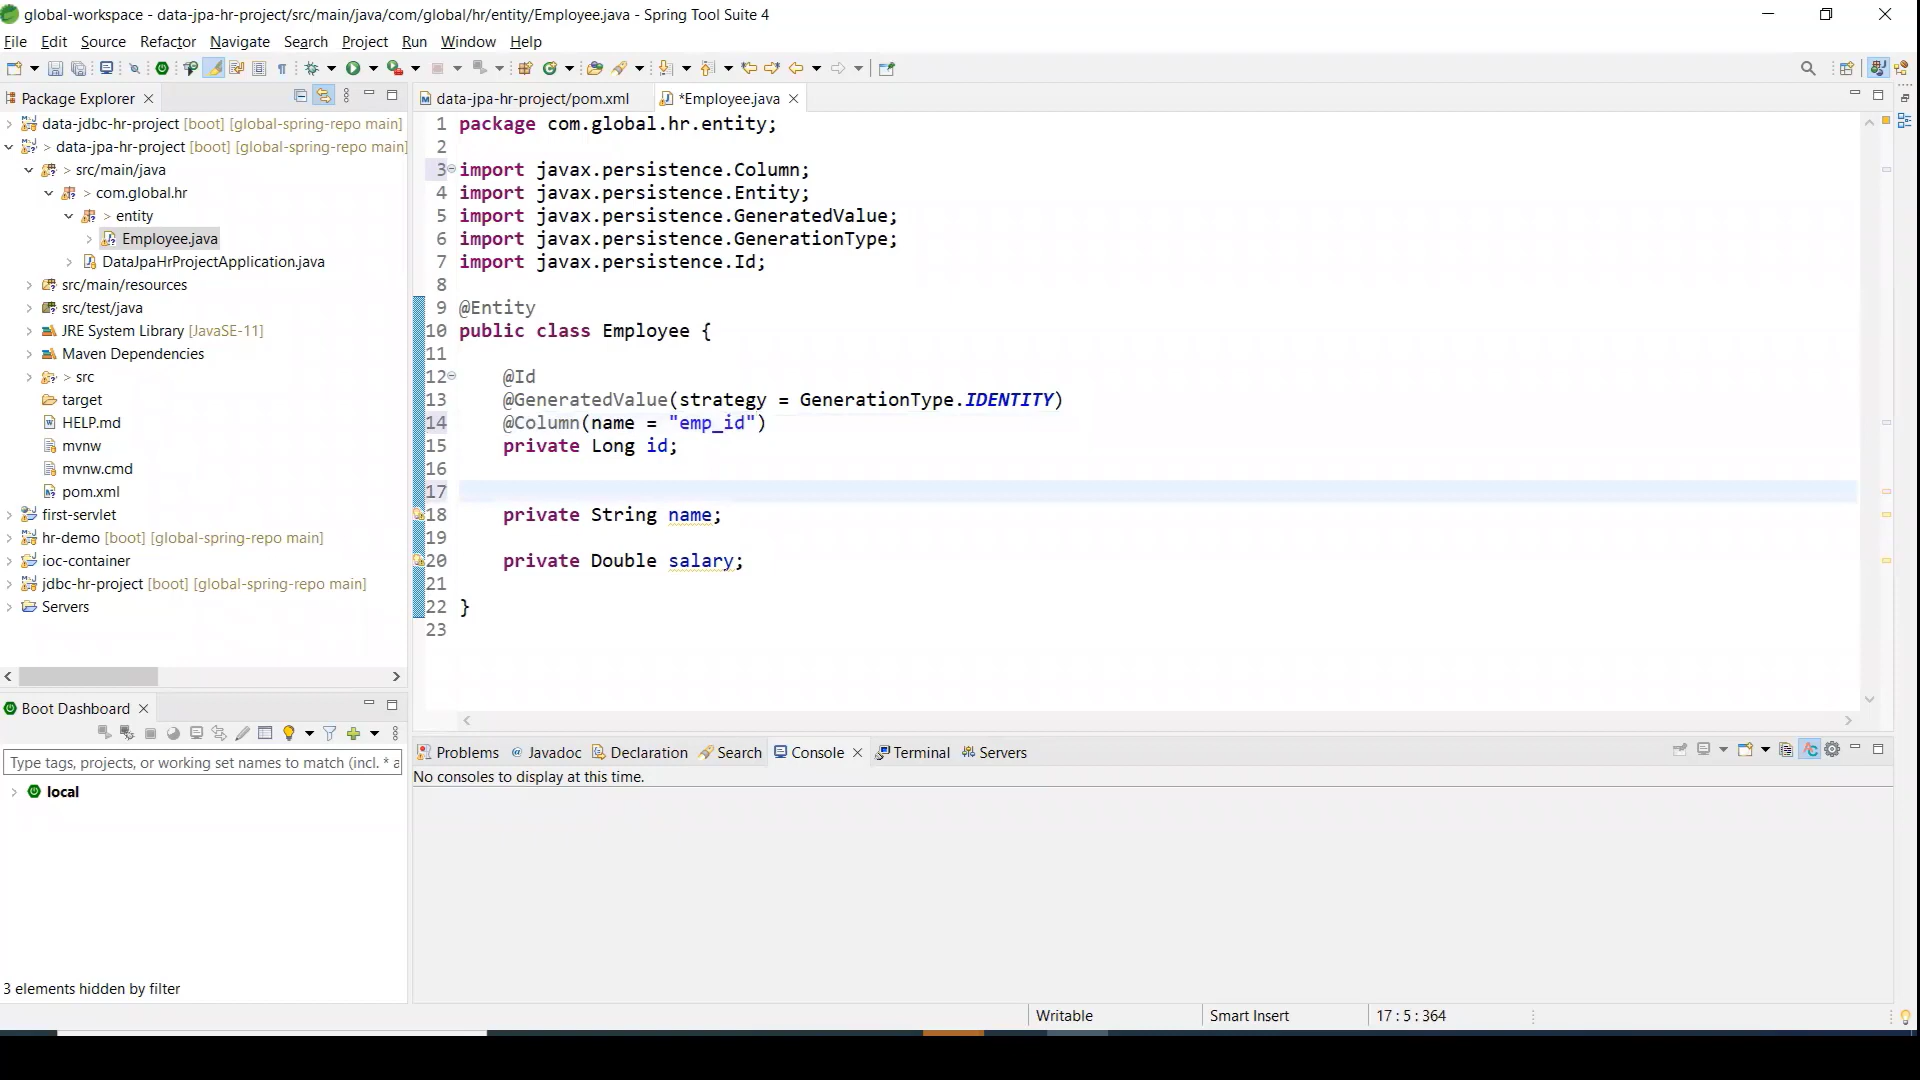 global-workspace - data-jpa-hr-project/src/main/java/com/global/hr/entity/Employee.java - Spring Tool Suite 4
File Edit Source Refactor Navigate Search Project Run Window Help
Package Explorer
data-jdbc-hr-project [boot] [global-spring-repo main]
> data-jpa-hr-project [boot] [global-spring-repo main]
> src/main/java
> com.global.hr
> entity
Employee.java
DataJpaHrProjectApplication.java
src/main/resources
src/test/java
JRE System Library [JavaSE-11]
Maven Dependencies
> src
target
HELP.md
mvnw
mvnw.cmd
pom.xml
first-servlet
hr-demo [boot] [global-spring-repo main]
ioc-container
jdbc-hr-project [boot] [global-spring-repo main]
Servers
Boot Dashboard
Type tags, projects, or working set names to match (incl. * a
local
3 elements hidden by filter
data-jpa-hr-project/pom.xml *Employee.java
1 package com.global.hr.entity;
2
3 import javax.persistence.Column;
4 import javax.persistence.Entity;
5 import javax.persistence.GeneratedValue;
6 import javax.persistence.GenerationType;
7 import javax.persistence.Id;
8
9 @Entity
10 public class Employee {
11
12 @Id
13 @GeneratedValue(strategy = GenerationType.IDENTITY)
14 @Column(name = "emp_id")
15 private Long id;
16
17
18 private String name;
19
20 private Double salary;
21
22 }
23
Problems @ Javadoc Declaration Search Console Terminal Servers
No consoles to display at this time.
Writable Smart Insert 17 : 5 : 364